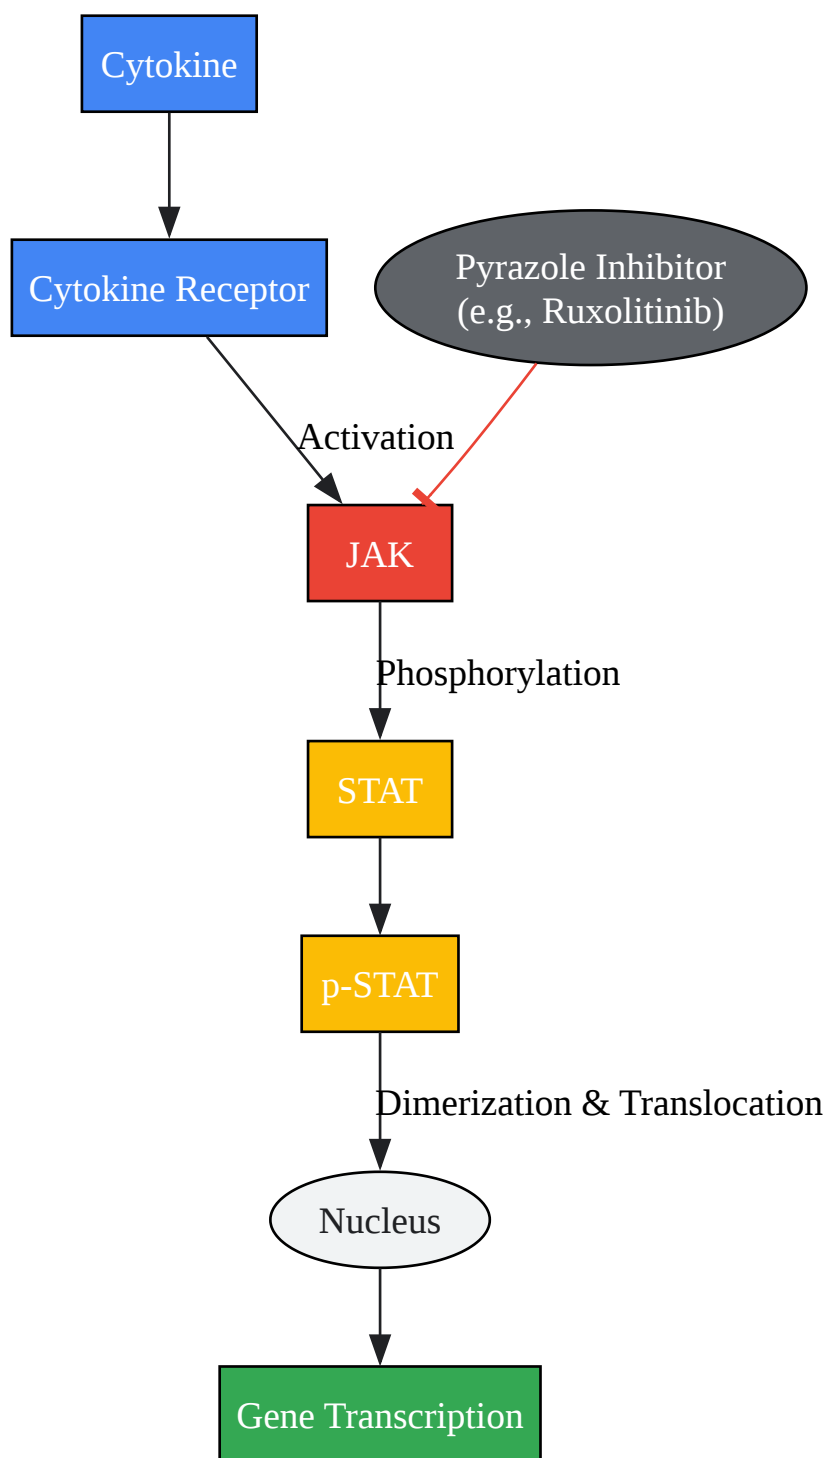 Cytokine
Cytokine Receptor
Pyrazole Inhibitor
(e.g., Ruxolitinib)
Activation
JAK
Phosphorylation
STAT
p-STAT
Dimerization & Translocation
Nucleus
Gene Transcription